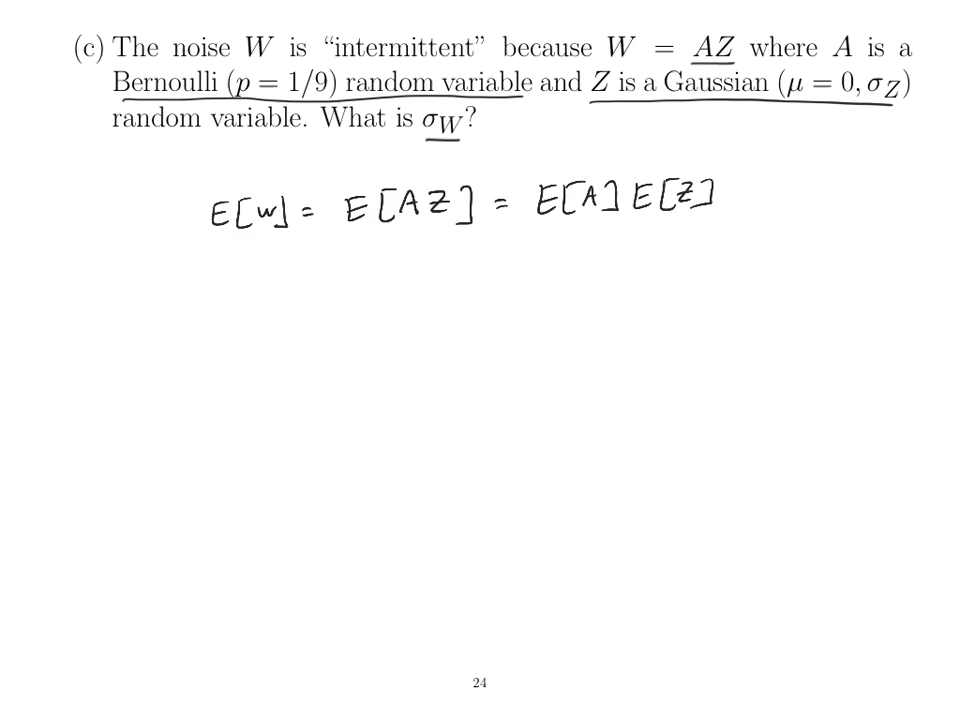 (c) The noise W is “intermittent” because W = AZ where A is a
Bernoulli (p = 1/9) random variable and Z is a Gaussian (μ = 0, σ_Z)
random variable. What is σ_W?
E[W] = E[AZ] = E[A] E[Z]
24